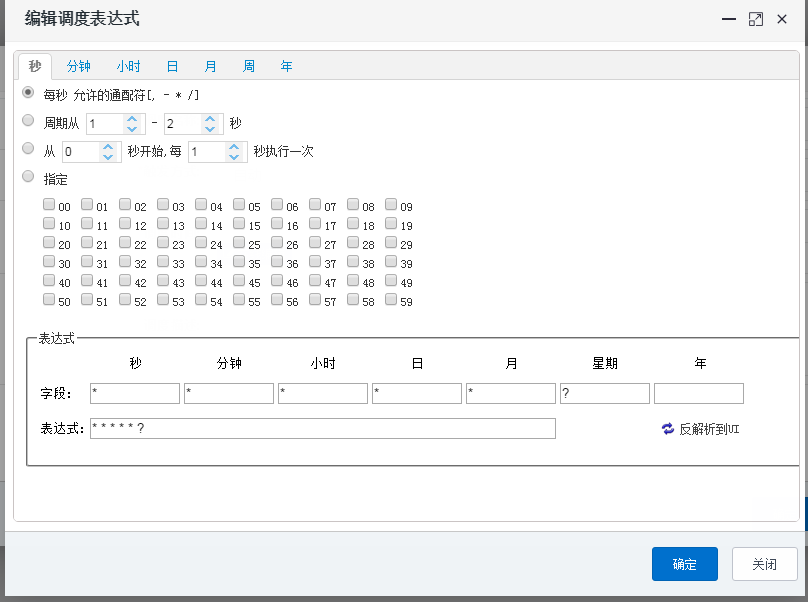 编辑调度表达式
秒 分钟 小时 日 月 周 年
每秒 允许的通配符[, - * /]
周期从 1 - 2 秒
从 0 秒开始,每 1 秒执行一次
指定
00 01 02 03 04 05 06 07 08 09
10 11 12 13 14 15 16 17 18 19
20 21 22 23 24 25 26 27 28 29
30 31 32 33 34 35 36 37 38 39
40 41 42 43 44 45 46 47 48 49
50 51 52 53 54 55 56 57 58 59
表达式
秒 分钟 小时 日 月 星期 年
字段: * * * * * ?
表达式: * * * * * ? 反解析到UI
确定 关闭